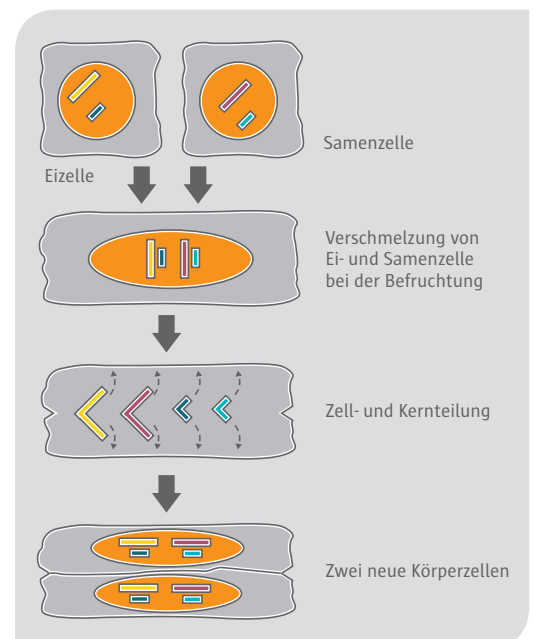 Samenzelle
Eizelle
Verschmelzung von
Ei- und Samenzelle
bei der Befruchtung
Zell- und Kernteilung
Zwei neue Körperzellen